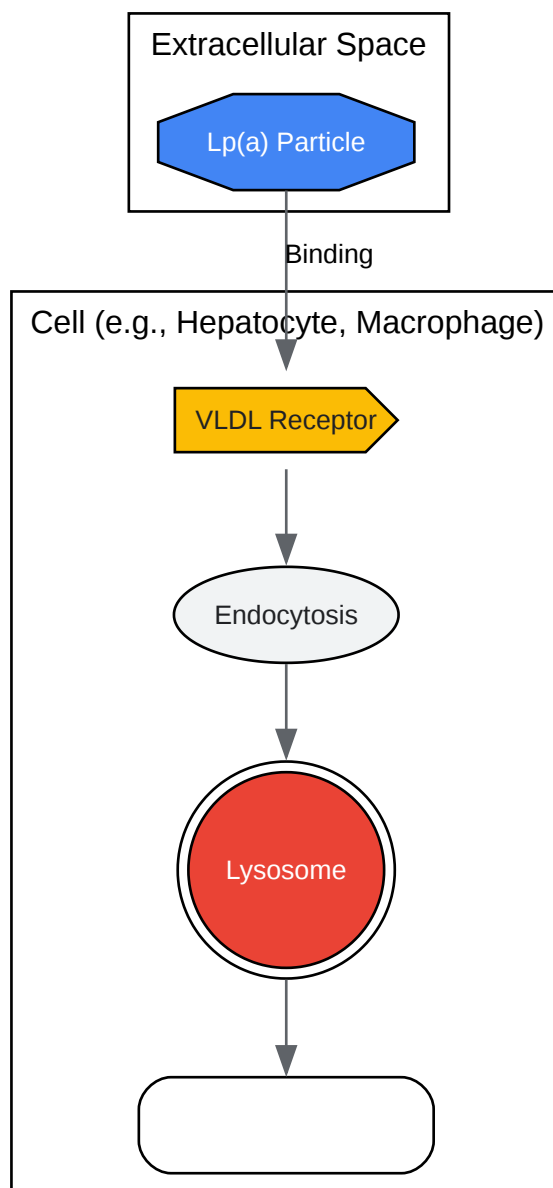 Extracellular Space
Lp(a) Particle
Binding
Cell (e.g., Hepatocyte, Macrophage)
VLDL Receptor
Endocytosis
Lysosome